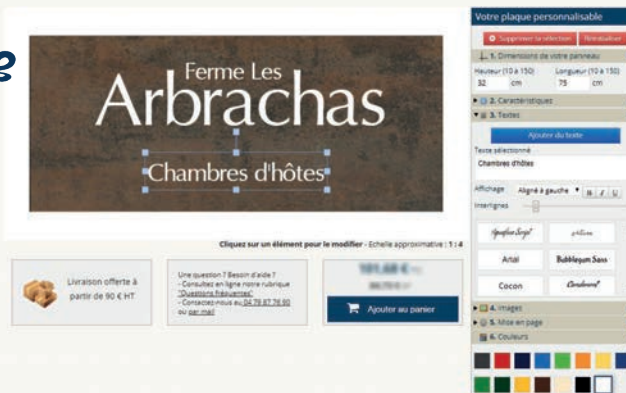 Votre plaque personnalisable
Supprimer la sélection
Réinitialiser
1. Dimensions de votre panneau
Hauteur (10 à 150)
Longueur (10 à 150)
32 cm
75 cm
2. Caractéristiques
3. Textes
Ajouter du texte
Texte sélectionné
Chambres d'hôtes
Affichage Aligné à gauche B I U
Interlignes
Arial
Bubblegum Sans
Cocon
4. Images
5. Mise en page
6. Couleurs
Ferme Les
Arbrachas
Chambres d'hôtes
Cliquez sur un élément pour le modifier - Echelle approximative : 1 : 4
Livraison offerte à
partir de 90 € HT
Une question ? Besoin d'aide ?
- Consultez en ligne notre rubrique
"Questions fréquentes"
- Contactez-nous au 04 79 87 76 90
ou par mail
Ajouter au panier